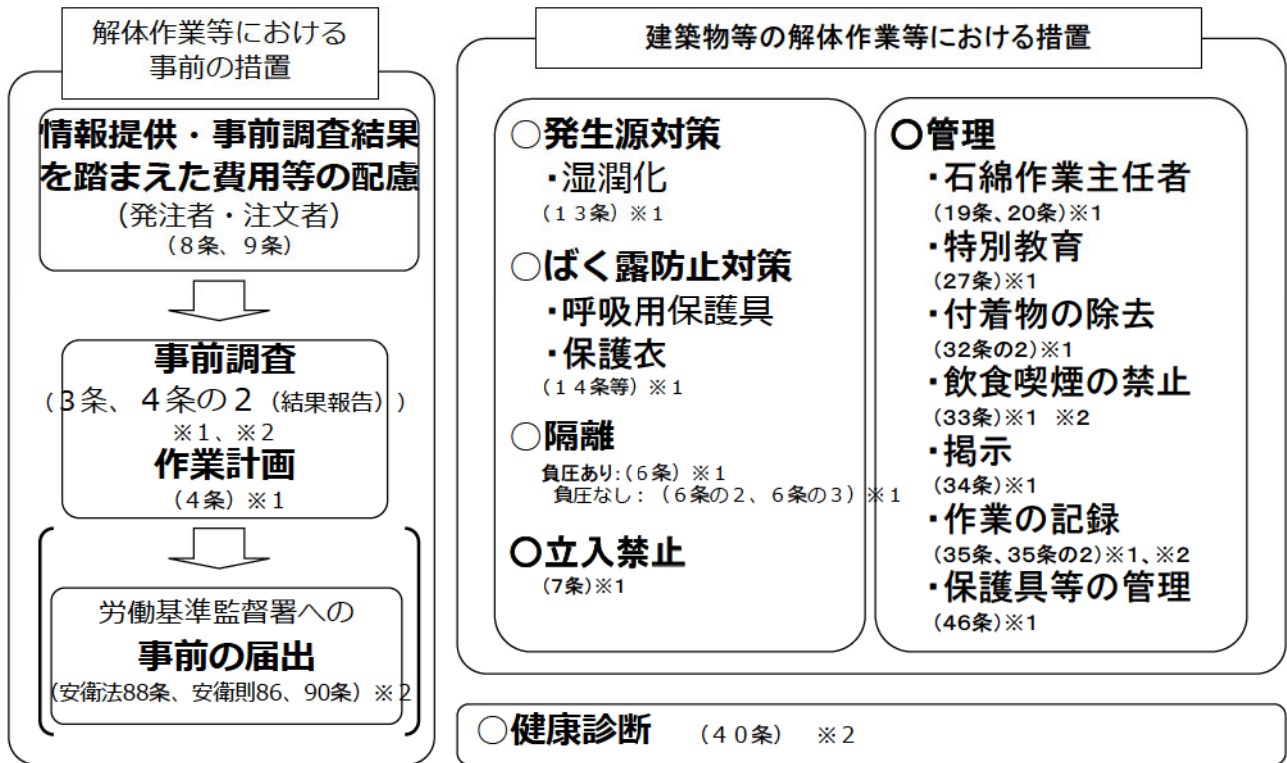 解体作業等における
事前の措置
情報提供・事前調査結果
を踏まえた費用等の配慮
(発注者・注文者)
(8条、9条)
事前調査
(3条、4条の2(結果報告))
※1、※2
作業計画
(4条)※1
労働基準監督署への
事前の届出
(安衛法88条、安衛則86、90条)※2
建築物等の解体作業等における措置
○発生源対策
・湿潤化
(13条)※1
○ばく露防止対策
・呼吸用保護具
・保護衣
(14条等)※1
○隔離
負圧あり:(6条)※1
負圧なし:(6条の2、6条の3)※1
○立入禁止
(7条)※1
○管理
・石綿作業主任者
(19条、20条)※1
・特別教育
(27条)※1
・付着物の除去
(32条の2)※1
・飲食喫煙の禁止
(33条)※1 ※2
・掲示
(34条)※1
・作業の記録
(35条、35条の2)※1、※2
・保護具等の管理
(46条)※1
○健康診断 (40条) ※2